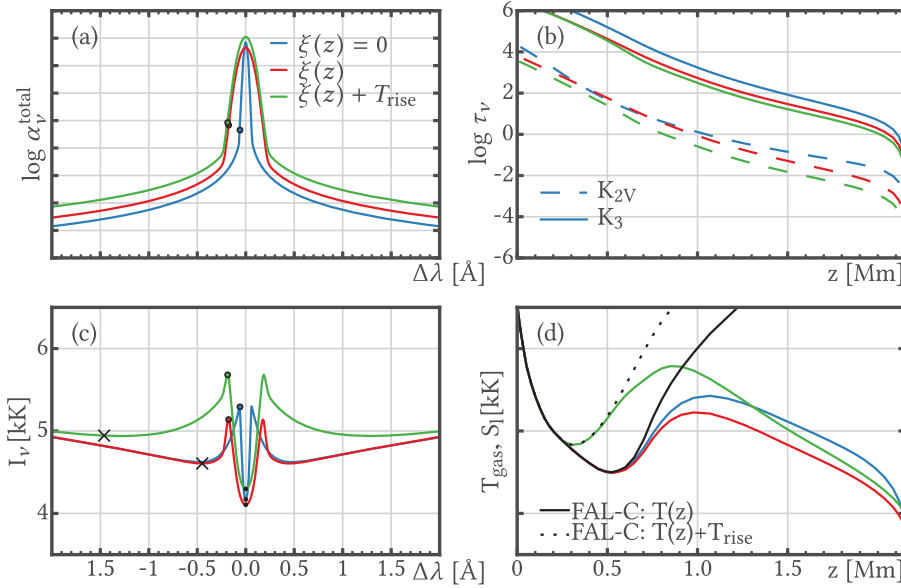 (a)
ξ(z) = 0
ξ(z)
ξ(z) + T_rise
log α_ν^total
Δλ [Å]
(b)
6
4
2
0
-2
-4
-6
log τ_ν
K_2V
K_3
z [Mm]
(c)
6
5
4
I_ν [kK]
1.5 -1 -0.5 0.0 0.5 1 1.5
Δλ [Å]
(d)
T_gas, S_l [kK]
FAL-C: T(z)
FAL-C: T(z)+T_rise
0 0.5 1.0 1.5
z [Mm]